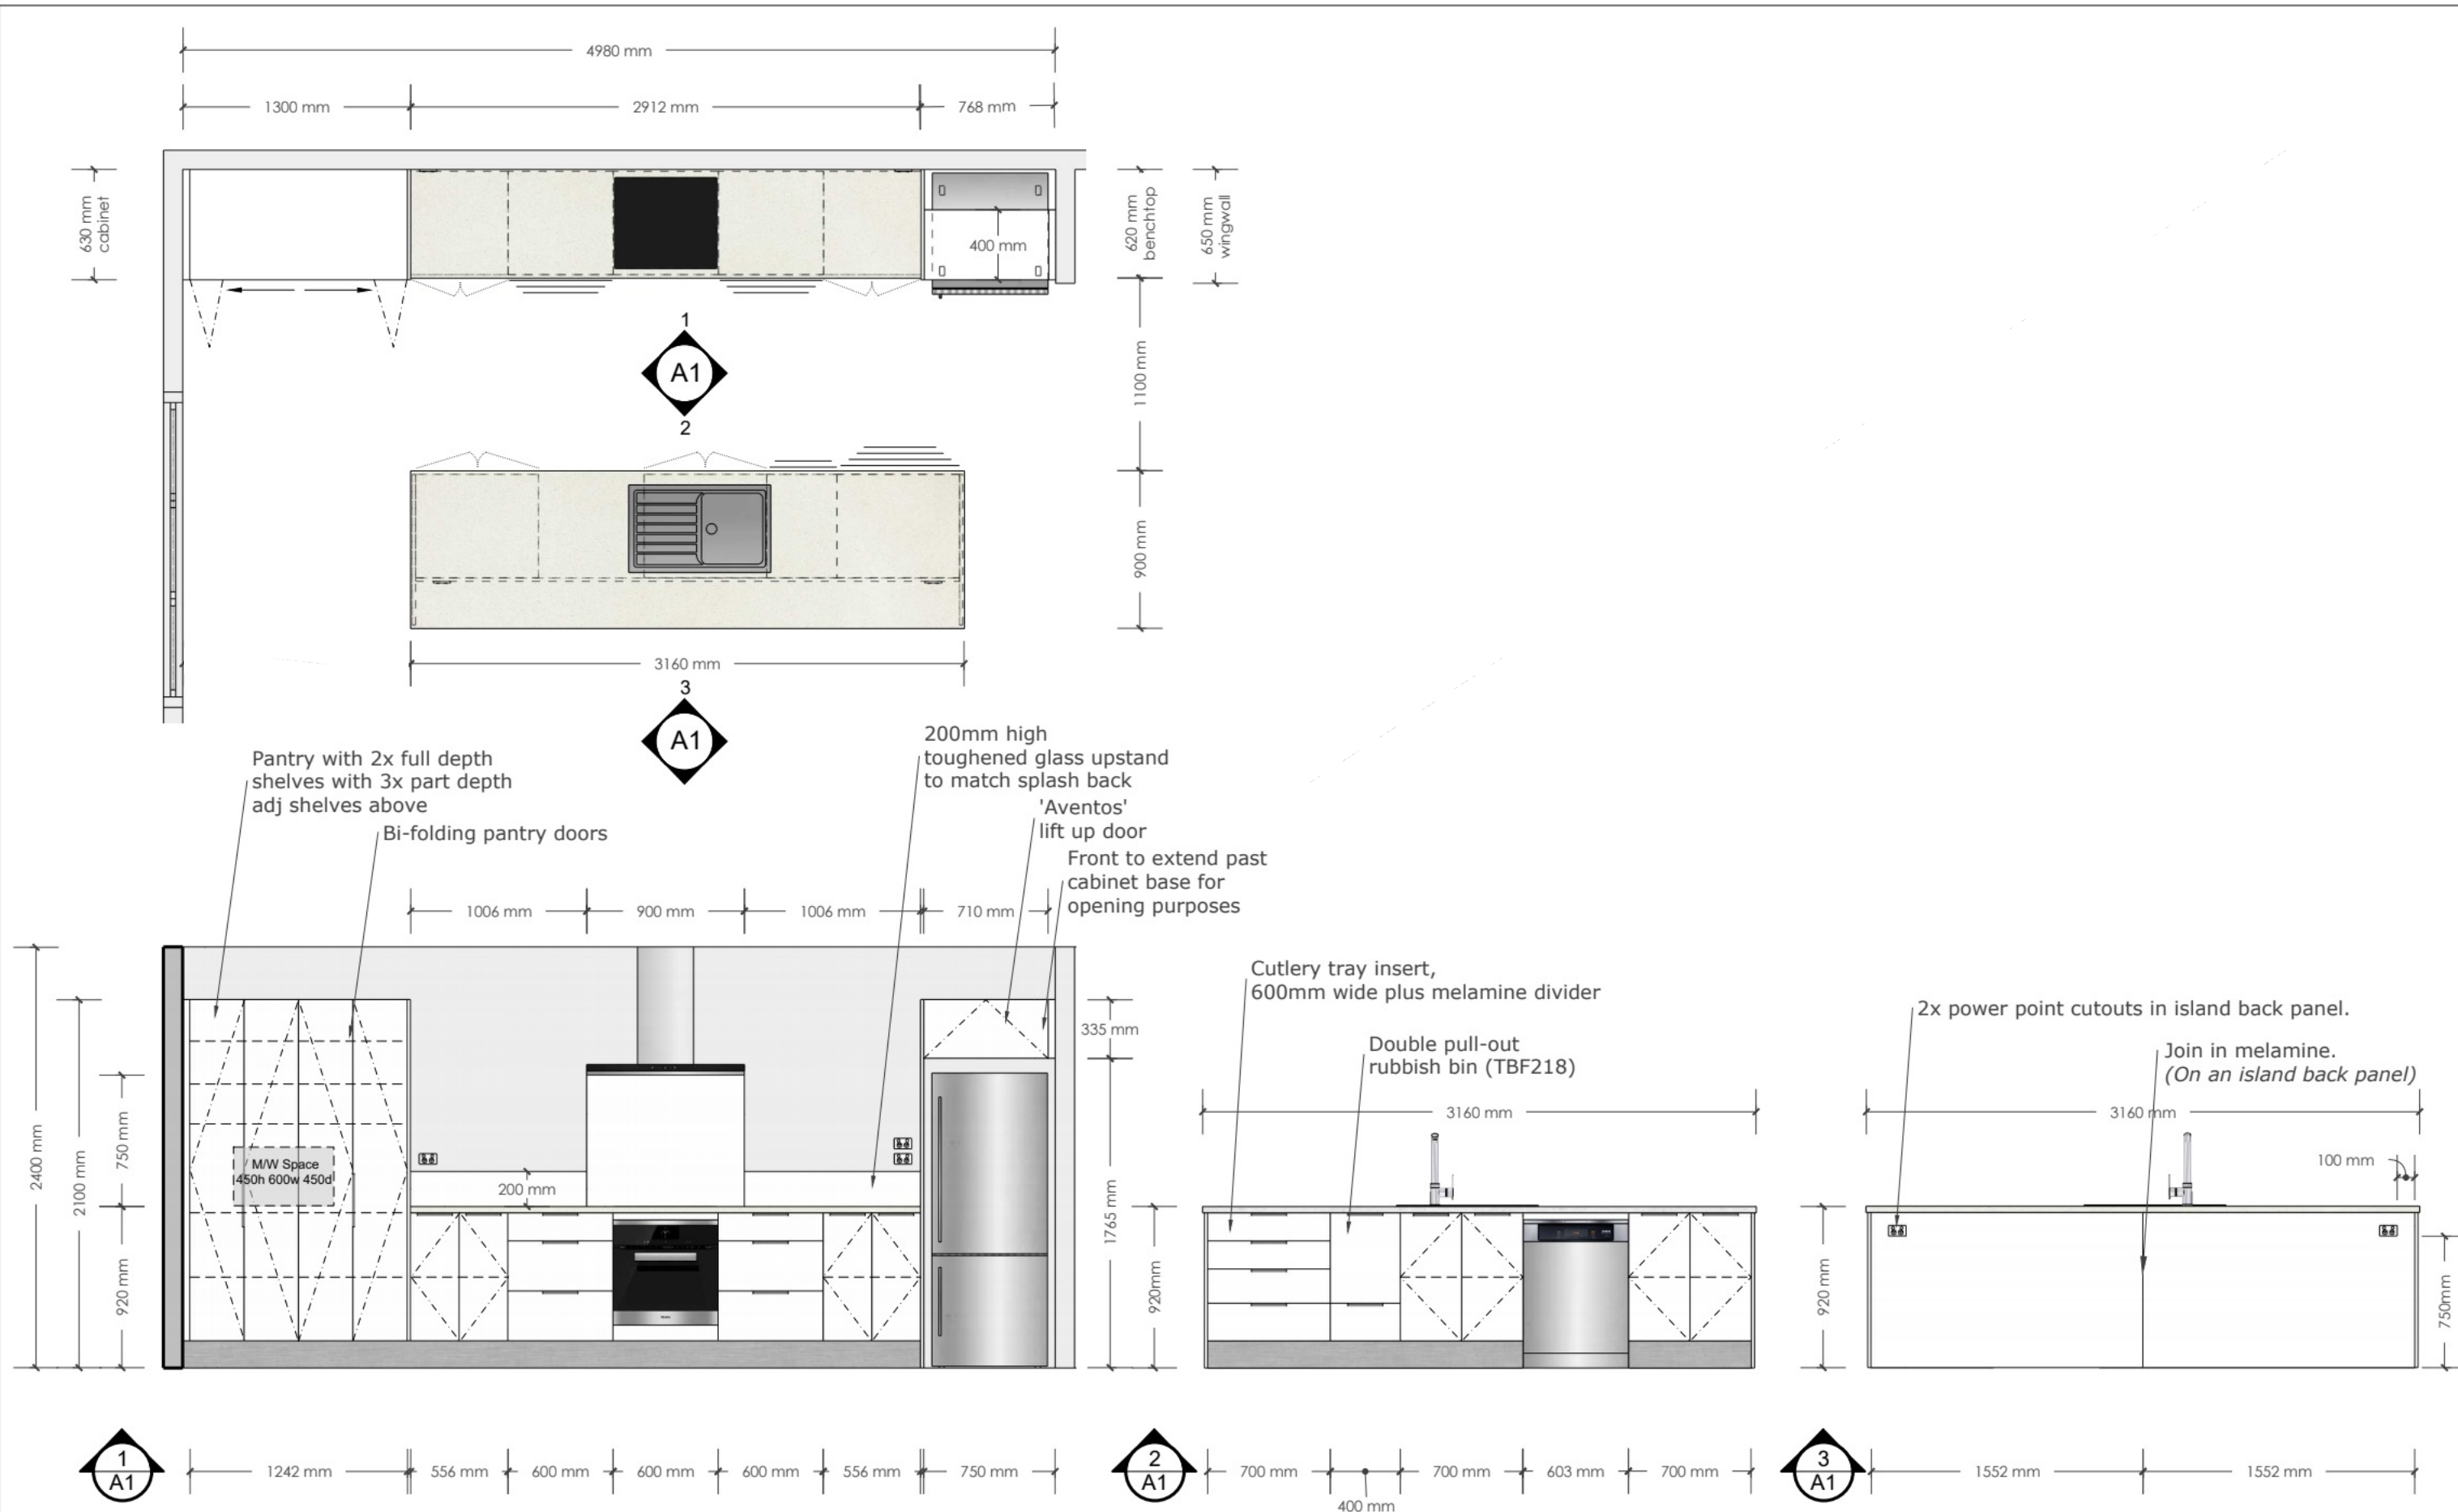 4980 mm
1300 mm
2912 mm
768 mm
630 mm
cabinet
400 mm
620 mm
benchtop
650 mm
wingwall
1
A1
2
1100 mm
900 mm
3160 mm
3
A1
Pantry with 2x full depth
shelves with 3x part depth
adj shelves above
Bi-folding pantry doors
200mm high
toughened glass upstand
to match splash back
'Aventos'
lift up door
Front to extend past
cabinet base for
opening purposes
1006 mm
900 mm
1006 mm
710 mm
2400 mm
2100 mm
750 mm
920 mm
M/W Space
450h 600w 450d
200 mm
335 mm
1765 mm
1
A1
1242 mm
556 mm
600 mm
600 mm
600 mm
556 mm
750 mm
Cutlery tray insert,
600mm wide plus melamine divider
Double pull-out
rubbish bin (TBF218)
3160 mm
920mm
2
A1
700 mm
400 mm
700 mm
603 mm
700 mm
2x power point cutouts in island back panel.
Join in melamine.
(On an island back panel)
3160 mm
100 mm
920 mm
750mm
3
A1
1552 mm
1552 mm